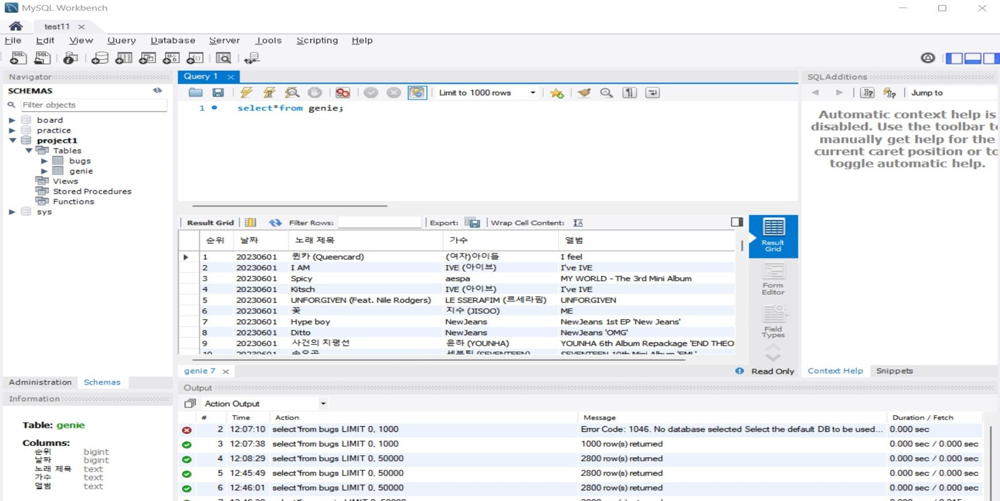 MySQL Workbench
test11
File Edit View Query Database Server Tools Scripting Help
Navigator
SCHEMAS
Filter objects
board
practice
project1
Tables
bugs
genie
Views
Stored Procedures
Functions
sys
Administration Schemas
Information
Table: genie
Columns:
순위 bigint
날짜 bigint
노래 제목 text
가수 text
앨범 text
Query 1
Limit to 1000 rows
1 select*from genie;
Result Grid Filter Rows: Export: Wrap Cell Content:
순위 날짜 노래 제목 가수 앨범
1 20230601 퀸카 (Queencard) (여자)아이들 I feel
2 20230601 I AM IVE (아이브) I've IVE
3 20230601 Spicy aespa MY WORLD - The 3rd Mini Album
4 20230601 Kitsch IVE (아이브) I've IVE
5 20230601 UNFORGIVEN (Feat. Nile Rodgers) LE SSERAFIM (르세라핌) UNFORGIVEN
6 20230601 꽃 지수 (JISOO) ME
7 20230601 Hype boy NewJeans NewJeans 1st EP 'New Jeans'
8 20230601 Ditto NewJeans NewJeans 'OMG'
9 20230601 사건의 지평선 윤하 (YOUNHA) YOUNHA 6th Album Repackage 'END THEO
10 20230601 손오공 세븐틴 (SEVENTEEN) SEVENTEEN 10th Mini Album 'FML'
Result Grid
Form Editor
Field Types
genie 7
Read Only
SQLAdditions
Jump to
Automatic context help is
disabled. Use the toolbar to
manually get help for the
current caret position or to
toggle automatic help.
Context Help Snippets
Output
Action Output
# Time Action Message Duration / Fetch
2 12:07:10 select*from bugs LIMIT 0, 1000 Error Code: 1046. No database selected Select the default DB to be used... 0.000 sec
3 12:07:38 select*from bugs LIMIT 0, 1000 1000 row(s) returned 0.000 sec / 0.000 sec
4 12:08:29 select*from bugs LIMIT 0, 50000 2800 row(s) returned 0.000 sec / 0.000 sec
5 12:45:49 select*from bugs LIMIT 0, 50000 2800 row(s) returned 0.000 sec / 0.000 sec
6 12:46:01 select*from bugs LIMIT 0, 50000 2800 row(s) returned 0.000 sec / 0.000 sec